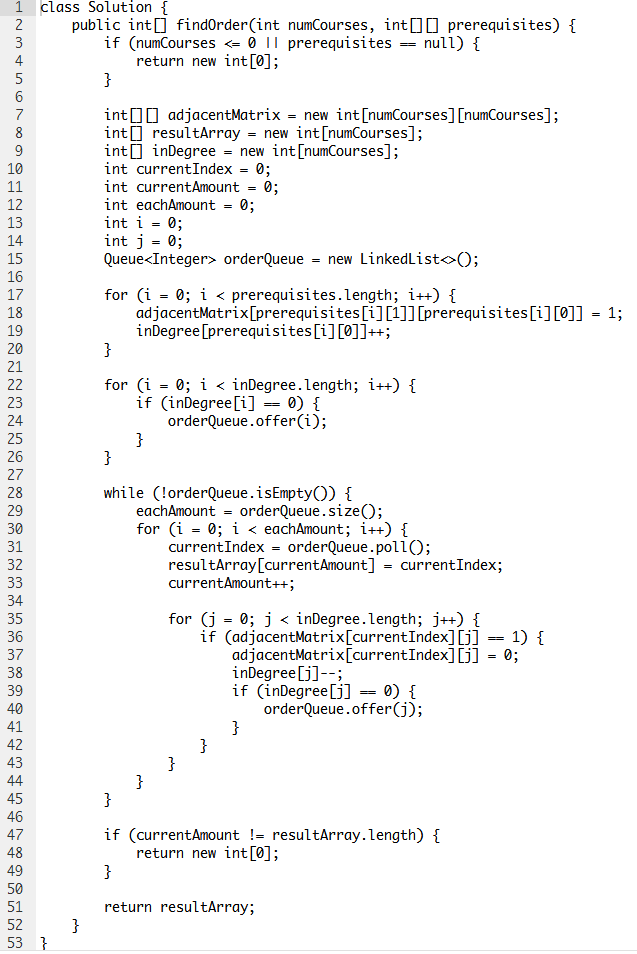 1 class Solution {
2     public int[] findOrder(int numCourses, int[][] prerequisites) {
3         if (numCourses <= 0 || prerequisites == null) {
4             return new int[0];
5         }
6
7         int[][] adjacentMatrix = new int[numCourses][numCourses];
8         int[] resultArray = new int[numCourses];
9         int[] inDegree = new int[numCourses];
10         int currentIndex = 0;
11         int currentAmount = 0;
12         int eachAmount = 0;
13         int i = 0;
14         int j = 0;
15         Queue<Integer> orderQueue = new LinkedList<>();
16
17         for (i = 0; i < prerequisites.length; i++) {
18             adjacentMatrix[prerequisites[i][1]][prerequisites[i][0]] = 1;
19             inDegree[prerequisites[i][0]]++;
20         }
21
22         for (i = 0; i < inDegree.length; i++) {
23             if (inDegree[i] == 0) {
24                 orderQueue.offer(i);
25             }
26         }
27
28         while (!orderQueue.isEmpty()) {
29             eachAmount = orderQueue.size();
30             for (i = 0; i < eachAmount; i++) {
31                 currentIndex = orderQueue.poll();
32                 resultArray[currentAmount] = currentIndex;
33                 currentAmount++;
34
35                 for (j = 0; j < inDegree.length; j++) {
36                     if (adjacentMatrix[currentIndex][j] == 1) {
37                         adjacentMatrix[currentIndex][j] = 0;
38                         inDegree[j]--;
39                         if (inDegree[j] == 0) {
40                             orderQueue.offer(j);
41                         }
42                     }
43                 }
44             }
45         }
46
47         if (currentAmount != resultArray.length) {
48             return new int[0];
49         }
50
51         return resultArray;
52     }
53 }